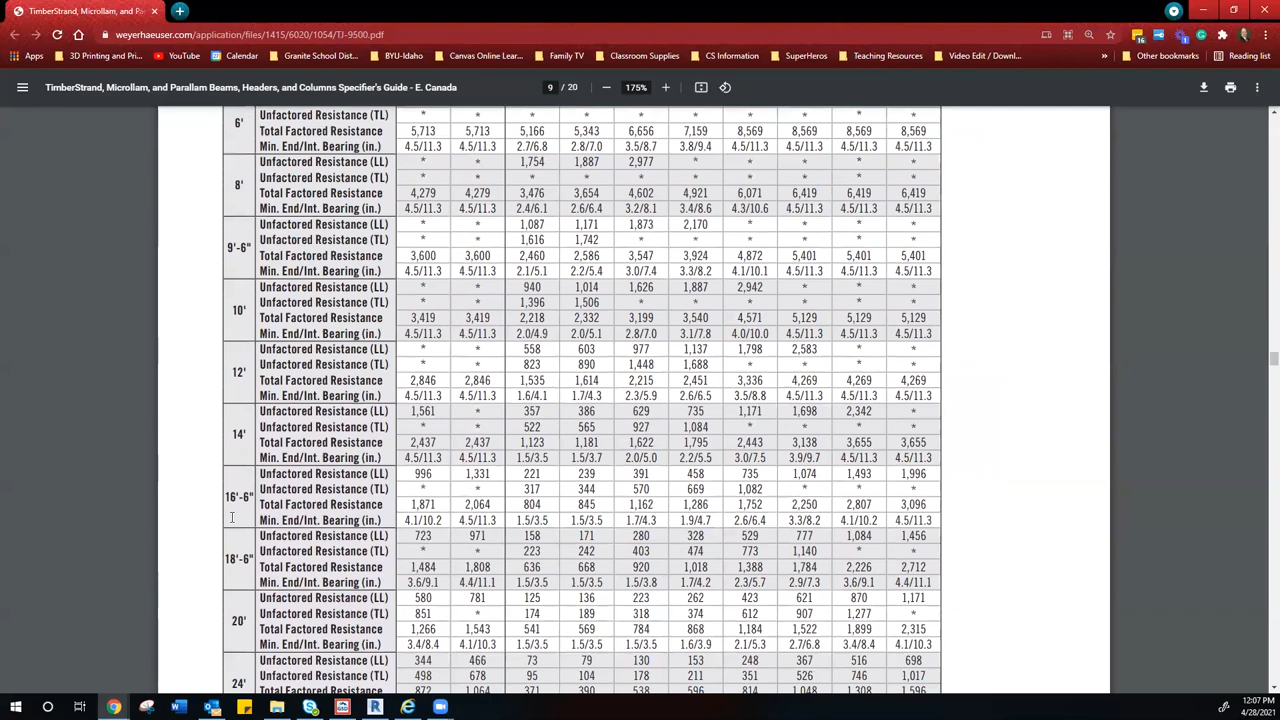 TimberStrand, Microllam, and Pa
weyerhaeuser.com/application/files/1415/6020/1054/TJ-9500.pdf
Apps 3D Printing and Pri... YouTube Calendar Granite School Dist... BYU-Idaho Canvas Online Lear... Family TV Classroom Supplies CS Information SuperHeros Teaching Resources Video Edit / Downl... Other bookmarks Reading list
TimberStrand, Microllam, and Parallam Beams, Headers, and Columns Specifier's Guide - E. Canada 9 / 20 175%
Unfactored Resistance (TL) * * * * * * * * * *
6' Total Factored Resistance 5,713 5,713 5,166 5,343 6,656 7,159 8,569 8,569 8,569 8,569
Min. End/Int. Bearing (in.) 4.5/11.3 4.5/11.3 2.7/6.8 2.8/7.0 3.5/8.7 3.8/9.4 4.5/11.3 4.5/11.3 4.5/11.3 4.5/11.3
Unfactored Resistance (LL) * * 1,754 1,887 2,977 * * * * *
Unfactored Resistance (TL) * * * * * * * * * *
8' Total Factored Resistance 4,279 4,279 3,476 3,654 4,602 4,921 6,071 6,419 6,419 6,419
Min. End/Int. Bearing (in.) 4.5/11.3 4.5/11.3 2.4/6.1 2.6/6.4 3.2/8.1 3.4/8.6 4.3/10.6 4.5/11.3 4.5/11.3 4.5/11.3
Unfactored Resistance (LL) * * 1,087 1,171 1,873 2,170 * * * *
Unfactored Resistance (TL) * * 1,616 1,742 * * * * * *
9'-6" Total Factored Resistance 3,600 3,600 2,460 2,586 3,547 3,924 4,872 5,401 5,401 5,401
Min. End/Int. Bearing (in.) 4.5/11.3 4.5/11.3 2.1/5.1 2.2/5.4 3.0/7.4 3.3/8.2 4.1/10.1 4.5/11.3 4.5/11.3 4.5/11.3
Unfactored Resistance (LL) * * 940 1,014 1,626 1,887 2,942 * * *
Unfactored Resistance (TL) * * 1,396 1,506 * * * * * *
10' Total Factored Resistance 3,419 3,419 2,218 2,332 3,199 3,540 4,571 5,129 5,129 5,129
Min. End/Int. Bearing (in.) 4.5/11.3 4.5/11.3 2.0/4.9 2.0/5.1 2.8/7.0 3.1/7.8 4.0/10.0 4.5/11.3 4.5/11.3 4.5/11.3
Unfactored Resistance (LL) * * 558 603 977 1,137 1,798 2,583 * *
Unfactored Resistance (TL) * * 823 890 1,448 1,688 * * * *
12' Total Factored Resistance 2,846 2,846 1,535 1,614 2,215 2,451 3,336 4,269 4,269 4,269
Min. End/Int. Bearing (in.) 4.5/11.3 4.5/11.3 1.6/4.1 1.7/4.3 2.3/5.9 2.6/6.5 3.5/8.8 4.5/11.3 4.5/11.3 4.5/11.3
Unfactored Resistance (LL) 1,561 * 357 386 629 735 1,171 1,698 2,342 *
Unfactored Resistance (TL) * * 522 565 927 1,084 * * * *
14' Total Factored Resistance 2,437 2,437 1,123 1,181 1,622 1,795 2,443 3,138 3,655 3,655
Min. End/Int. Bearing (in.) 4.5/11.3 4.5/11.3 1.5/3.5 1.5/3.7 2.0/5.0 2.2/5.5 3.0/7.5 3.9/9.7 4.5/11.3 4.5/11.3
Unfactored Resistance (LL) 996 1,331 221 239 391 458 735 1,074 1,493 1,996
Unfactored Resistance (TL) * * 317 344 570 669 1,082 * * *
16'-6" Total Factored Resistance 1,871 2,064 804 845 1,162 1,286 1,752 2,250 2,807 3,096
Min. End/Int. Bearing (in.) 4.1/10.2 4.5/11.3 1.5/3.5 1.5/3.5 1.7/4.3 1.9/4.7 2.6/6.4 3.3/8.2 4.1/10.2 4.5/11.3
Unfactored Resistance (LL) 723 971 158 171 280 328 529 777 1,084 1,456
Unfactored Resistance (TL) * * 223 242 403 474 773 1,140 * *
18'-6" Total Factored Resistance 1,484 1,808 636 668 920 1,018 1,388 1,784 2,226 2,712
Min. End/Int. Bearing (in.) 3.6/9.1 4.4/11.1 1.5/3.5 1.5/3.5 1.5/3.8 1.7/4.2 2.3/5.7 2.9/7.3 3.6/9.1 4.4/11.1
Unfactored Resistance (LL) 580 781 125 136 223 262 423 621 870 1,171
Unfactored Resistance (TL) 851 * 174 189 318 374 612 907 1,277 *
20' Total Factored Resistance 1,266 1,543 541 569 784 868 1,184 1,522 1,899 2,315
Min. End/Int. Bearing (in.) 3.4/8.4 4.1/10.3 1.5/3.5 1.5/3.5 1.5/3.5 1.6/3.9 2.1/5.3 2.7/6.8 3.4/8.4 4.1/10.3
Unfactored Resistance (LL) 344 466 73 79 130 153 248 367 516 698
Unfactored Resistance (TL) 498 678 95 104 178 211 351 526 746 1,017
24' Total Factored Resistance 872 1,064 371 390 538 596 814 1,048 1,308 1,596
12:07 PM
4/28/2021